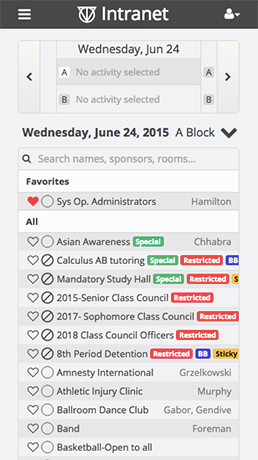 Intranet
Wednesday, Jun 24
A No activity selected A
B No activity selected B
Wednesday, June 24, 2015 A Block
Search names, sponsors, rooms...
Favorites
Sys Op. Administrators Hamilton
All
Asian Awareness Special Chhabra
Calculus AB tutoring Special Restricted BB
Mandatory Study Hall Special Restricted S
2015-Senior Class Council Restricted
2017- Sophomore Class Council Restricted
2018 Class Council Officers Restricted
8th Period Detention Restricted BB Sticky
Amnesty International Grzelkowski
Athletic Injury Clinic Murphy
Ballroom Dance Club Gabor, Gendive
Band Foreman
Basketball-Open to all